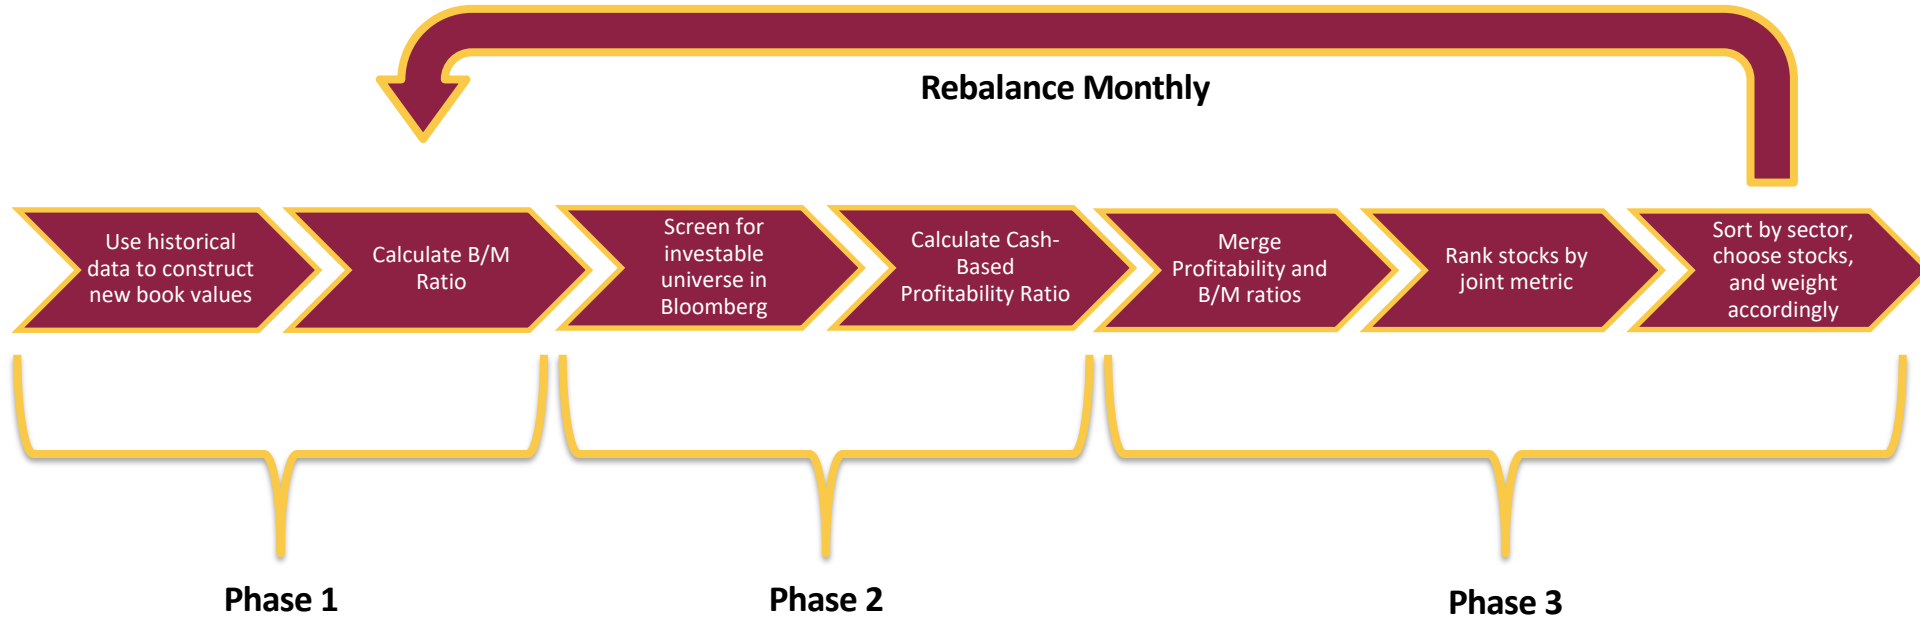 Rebalance Monthly
Use historical
data to construct
new book values
Calculate B/M
Ratio
Screen for
investable
universe in
Bloomberg
Calculate Cash-
Based
Profitability Ratio
Merge
Profitability and
B/M ratios
Rank stocks by
joint metric
Sort by sector,
choose stocks,
and weight
accordingly
Phase 1
Phase 2
Phase 3